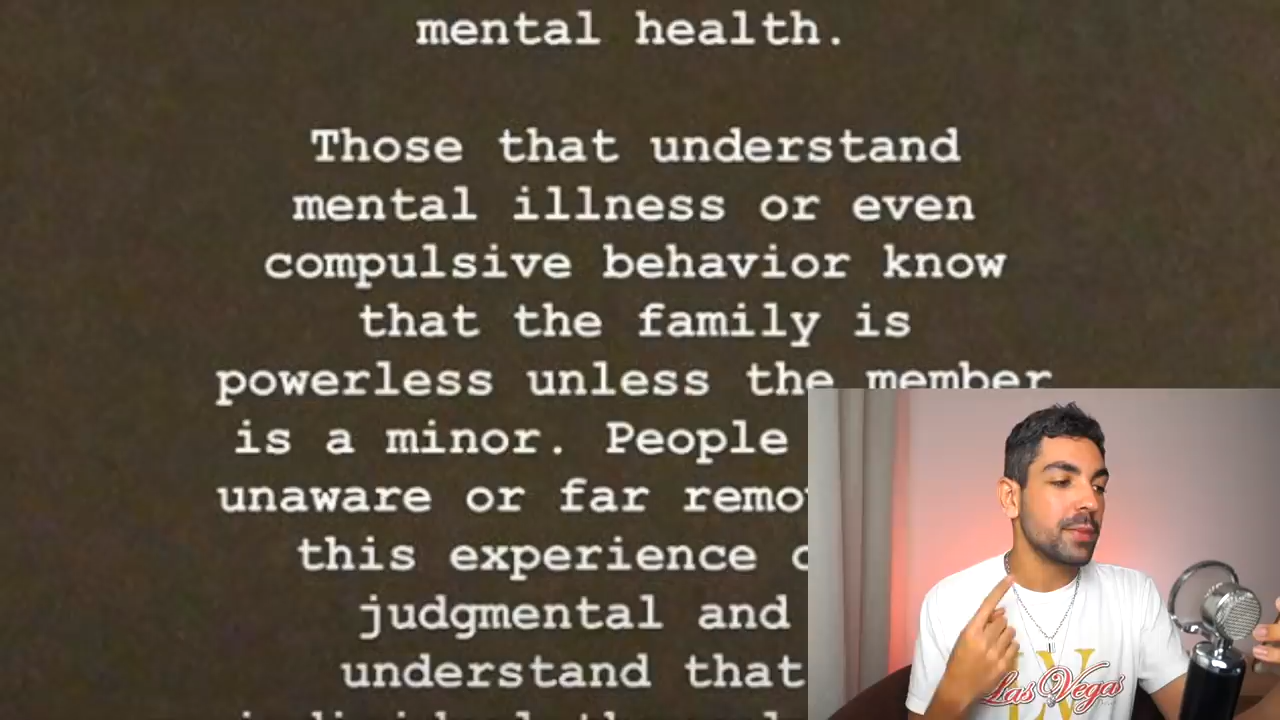 mental health.
Those that understand
mental illness or even
compulsive behavior know
that the family is
powerless unless the member
is a minor. People
unaware or far
this experience
judgmental and
understand that
Las Vegas